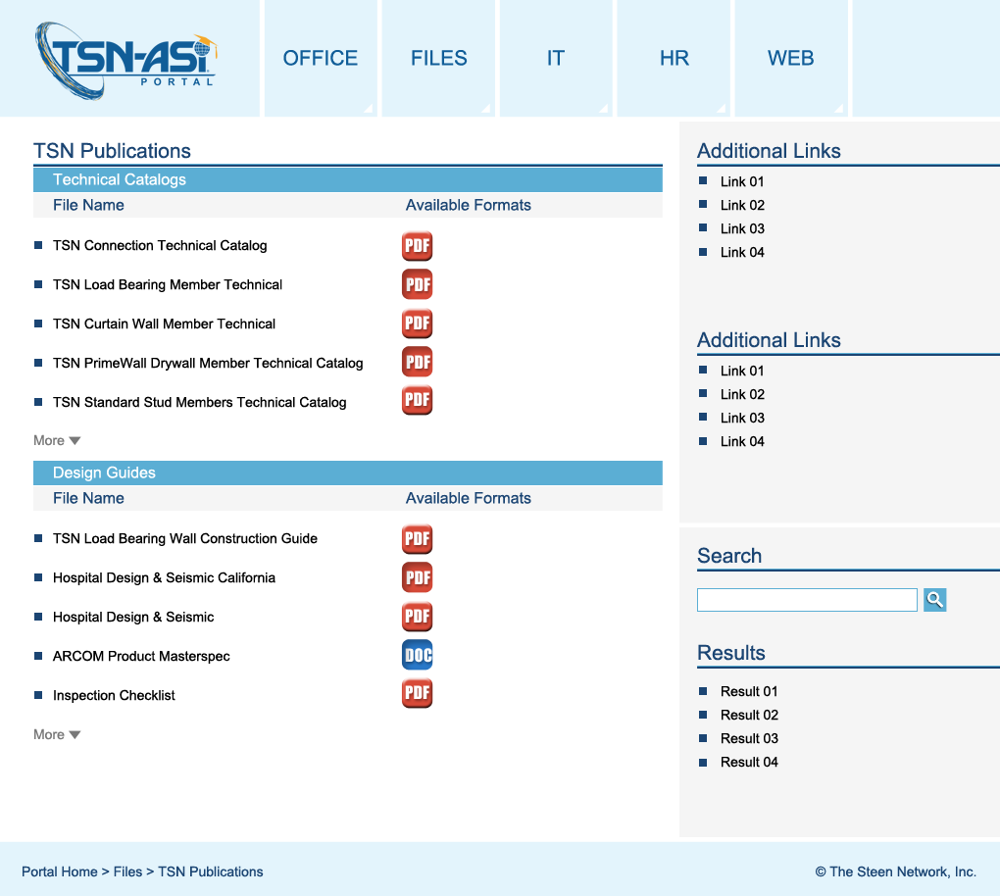 TSN-ASi
PORTAL
OFFICE
FILES
IT
HR
WEB
TSN Publications
Technical Catalogs
File Name Available Formats
TSN Connection Technical Catalog PDF
TSN Load Bearing Member Technical PDF
TSN Curtain Wall Member Technical PDF
TSN PrimeWall Drywall Member Technical Catalog PDF
TSN Standard Stud Members Technical Catalog PDF
More
Design Guides
File Name Available Formats
TSN Load Bearing Wall Construction Guide PDF
Hospital Design & Seismic California PDF
Hospital Design & Seismic PDF
ARCOM Product Masterspec DOC
Inspection Checklist PDF
More
Additional Links
Link 01
Link 02
Link 03
Link 04
Additional Links
Link 01
Link 02
Link 03
Link 04
Search
Results
Result 01
Result 02
Result 03
Result 04
Portal Home > Files > TSN Publications
© The Steen Network, Inc.